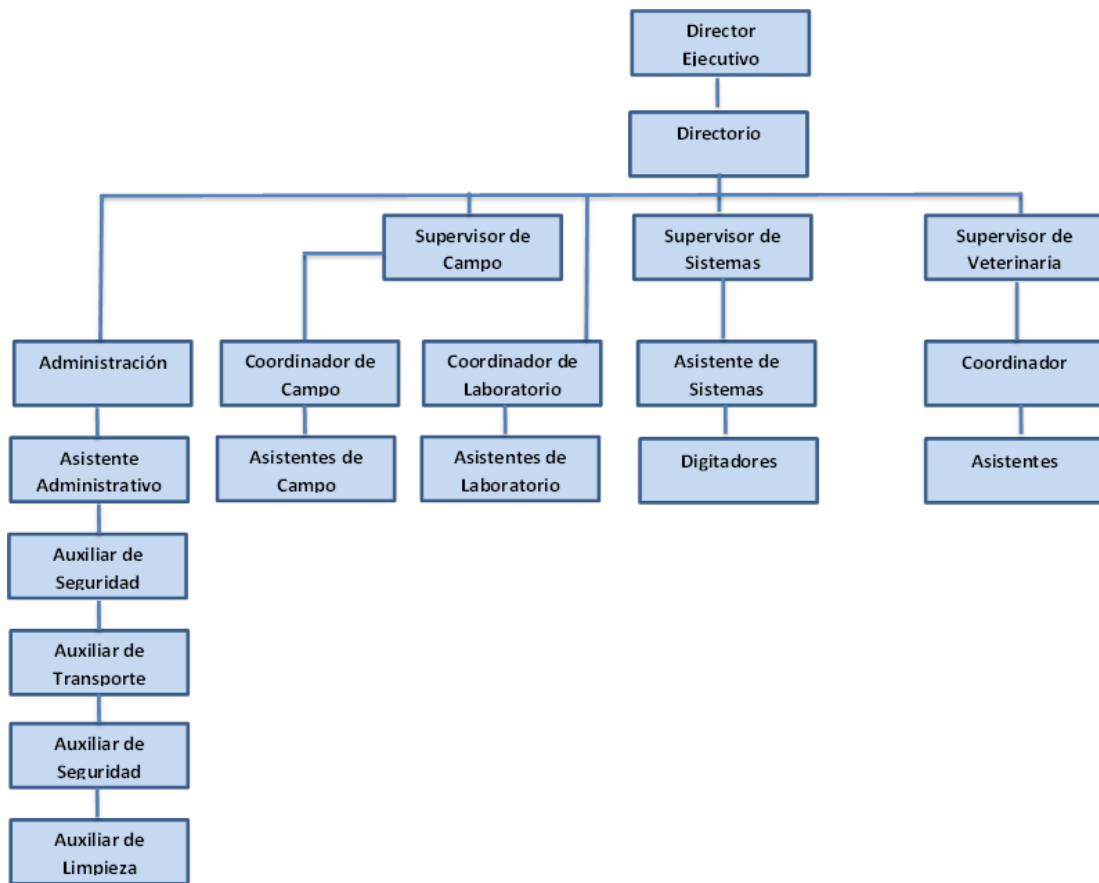 Director
Ejecutivo
Directorio
Supervisor de
Campo
Supervisor de
Sistemas
Supervisor de
Veterinaria
Administración
Coordinador de
Campo
Coordinador de
Laboratorio
Asistente de
Sistemas
Coordinador
Asistente
Administrativo
Asistentes de
Campo
Asistentes de
Laboratorio
Digitadores
Asistentes
Auxiliar de
Seguridad
Auxiliar de
Transporte
Auxiliar de
Seguridad
Auxiliar de
Limpieza